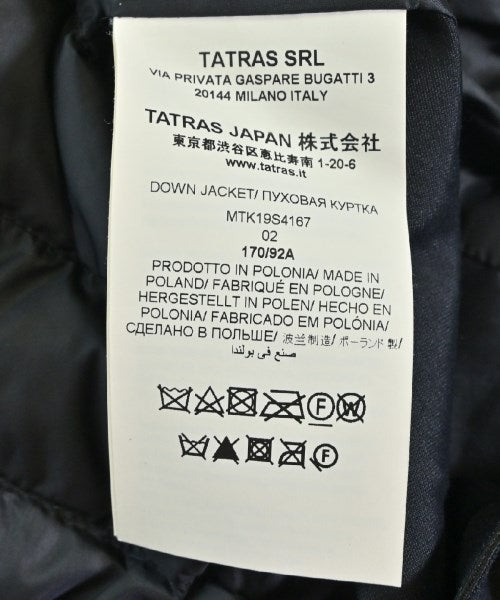 TATRAS SRL
VIA PRIVATA GASPARE BUGATTI 3
20144 MILANO ITALY
TATRAS JAPAN 株式会社
東京都渋谷区恵比寿南 1-20-6
www.tatras.it
DOWN JACKET/ ПУХОВАЯ КУРТКА
MTK19S4167
02
170/92A
PRODOTTO IN POLONIA/ MADE IN
POLAND/ FABRIQUÉ EN POLOGNE/
HERGESTELLT IN POLEN/ HECHO EN
POLONIA/ FABRICADO EM POLÓNIA/
СДЕЛАНО В ПОЛЬШЕ/ 波兰制造/ ポーランド製/
صنع في بولندا
F W
F